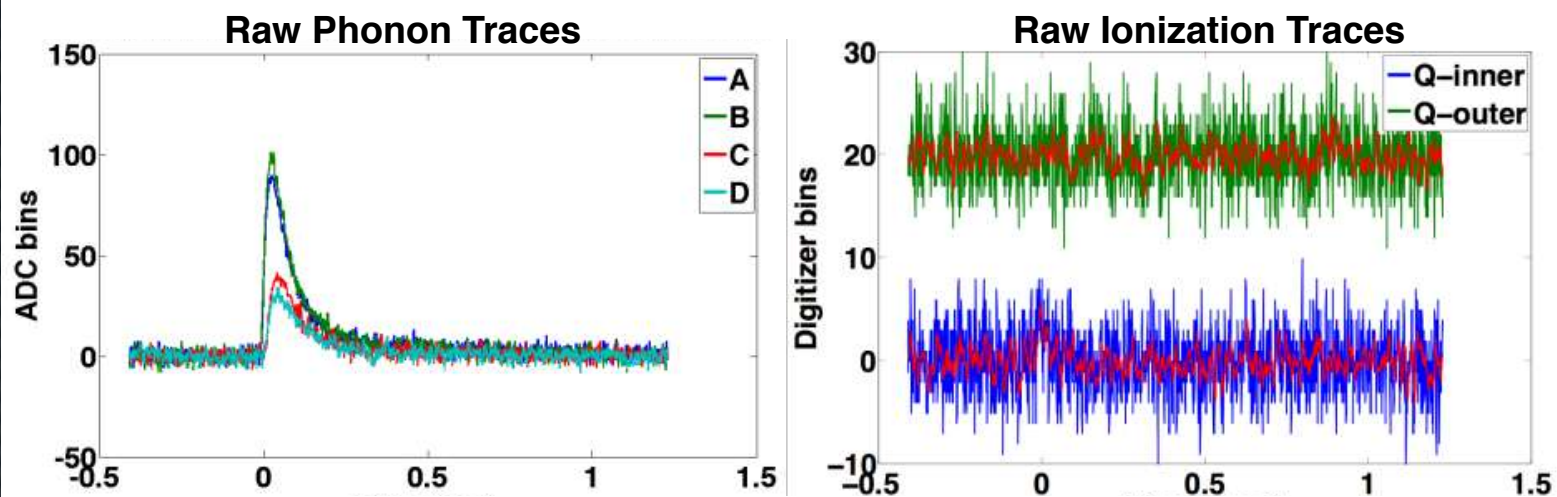 Raw Phonon Traces
150
100
50
0
-50
-0.5
0
0.5
1
1.5
ADC bins
A
B
C
D
Raw Ionization Traces
30
20
10
0
−10
−0.5
0
0.5
1
1.5
Digitizer bins
Q−inner
Q−outer